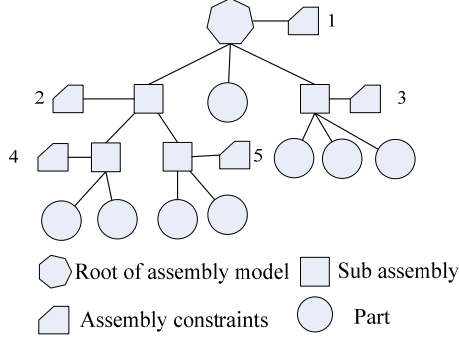 1
2
3
4
5
Root of assembly model
Sub assembly
Assembly constraints
Part